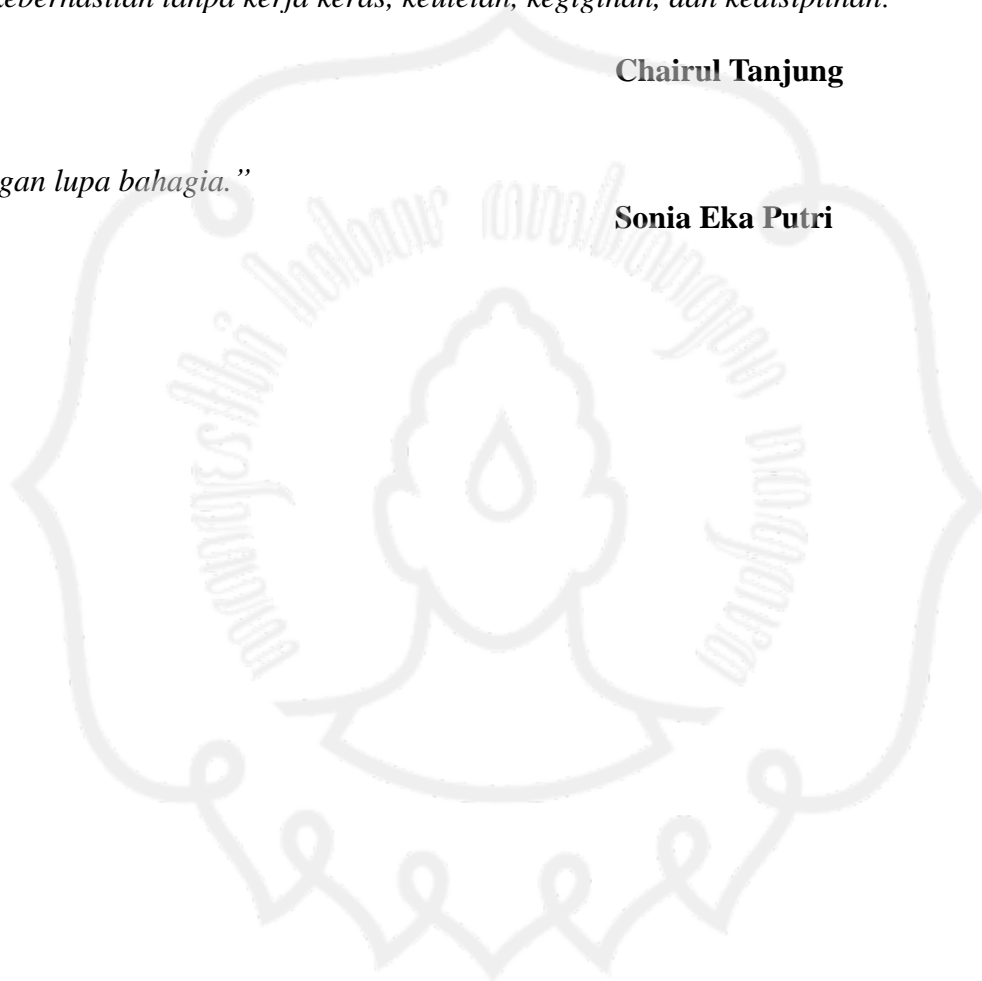 keberhasilan tanpa kerja keras, keuletan, kegigihan, dan kedisiplinan.
Chairul Tanjung
gan lupa bahagia.”
Sonia Eka Putri